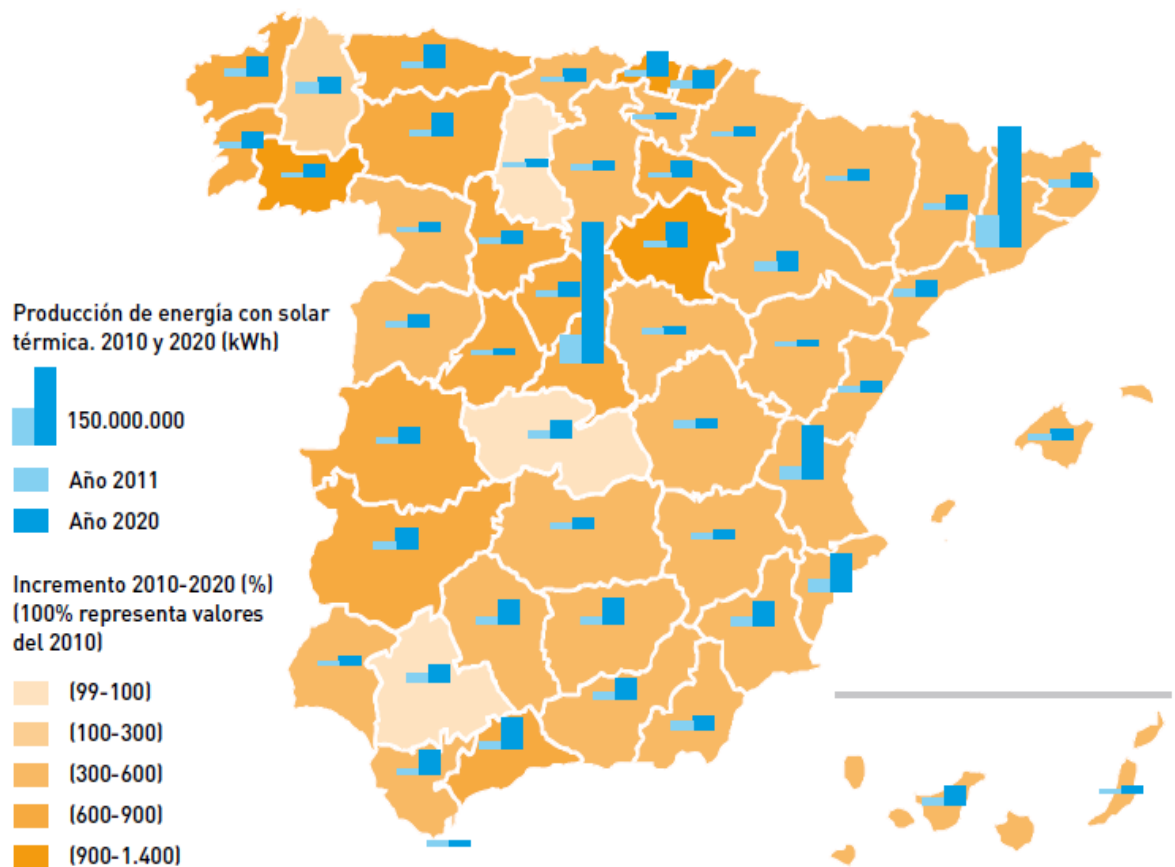 Producción de energía con solar
térmica. 2010 y 2020 (kWh)
150.000.000
Año 2011
Año 2020
Incremento 2010-2020 (%)
(100% representa valores
del 2010)
(99-100)
(100-300)
(300-600)
(600-900)
(900-1.400)